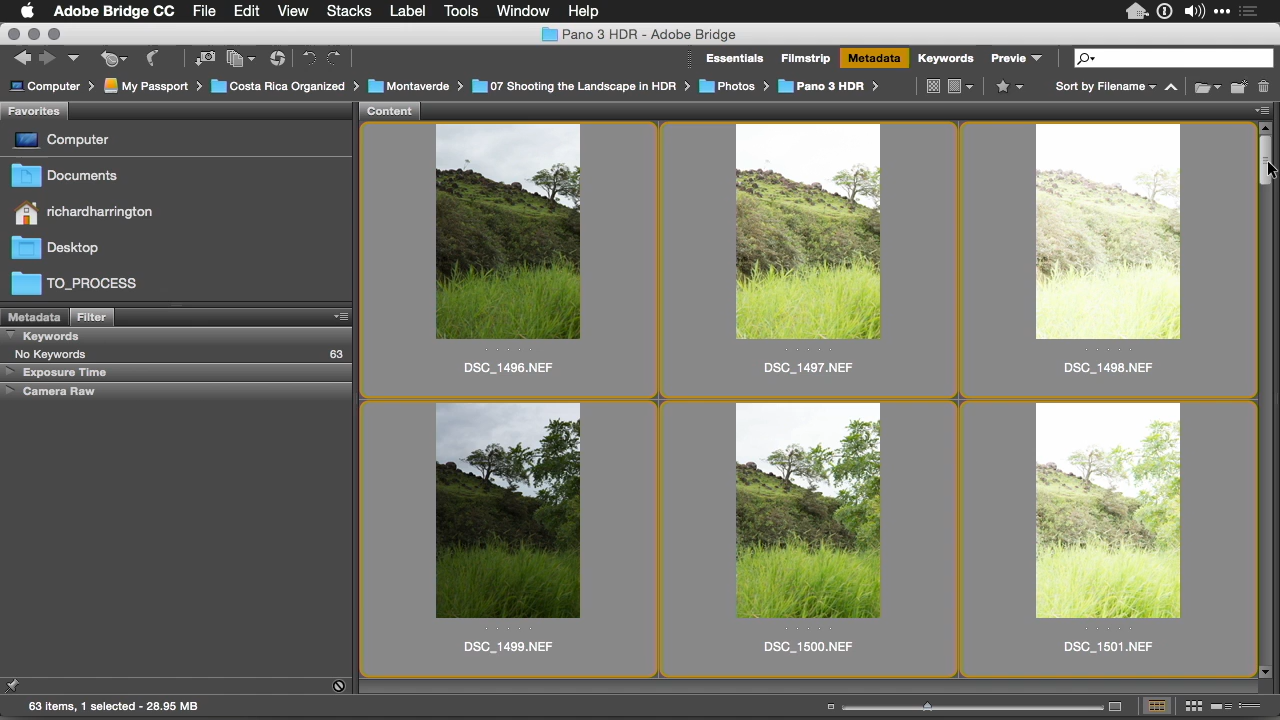 Adobe Bridge CC File Edit View Stacks Label Tools Window Help
Pano 3 HDR - Adobe Bridge
Essentials Filmstrip Metadata Keywords Previe
Computer My Passport Costa Rica Organized Montaverde 07 Shooting the Landscape in HDR Photos Pano 3 HDR Sort by Filename
Favorites
Computer
Documents
richardharrington
Desktop
TO_PROCESS
Metadata Filter
Keywords
No Keywords 63
Exposure Time
Camera Raw
Content
DSC_1496.NEF DSC_1497.NEF DSC_1498.NEF
DSC_1499.NEF DSC_1500.NEF DSC_1501.NEF
63 items, 1 selected - 28.95 MB